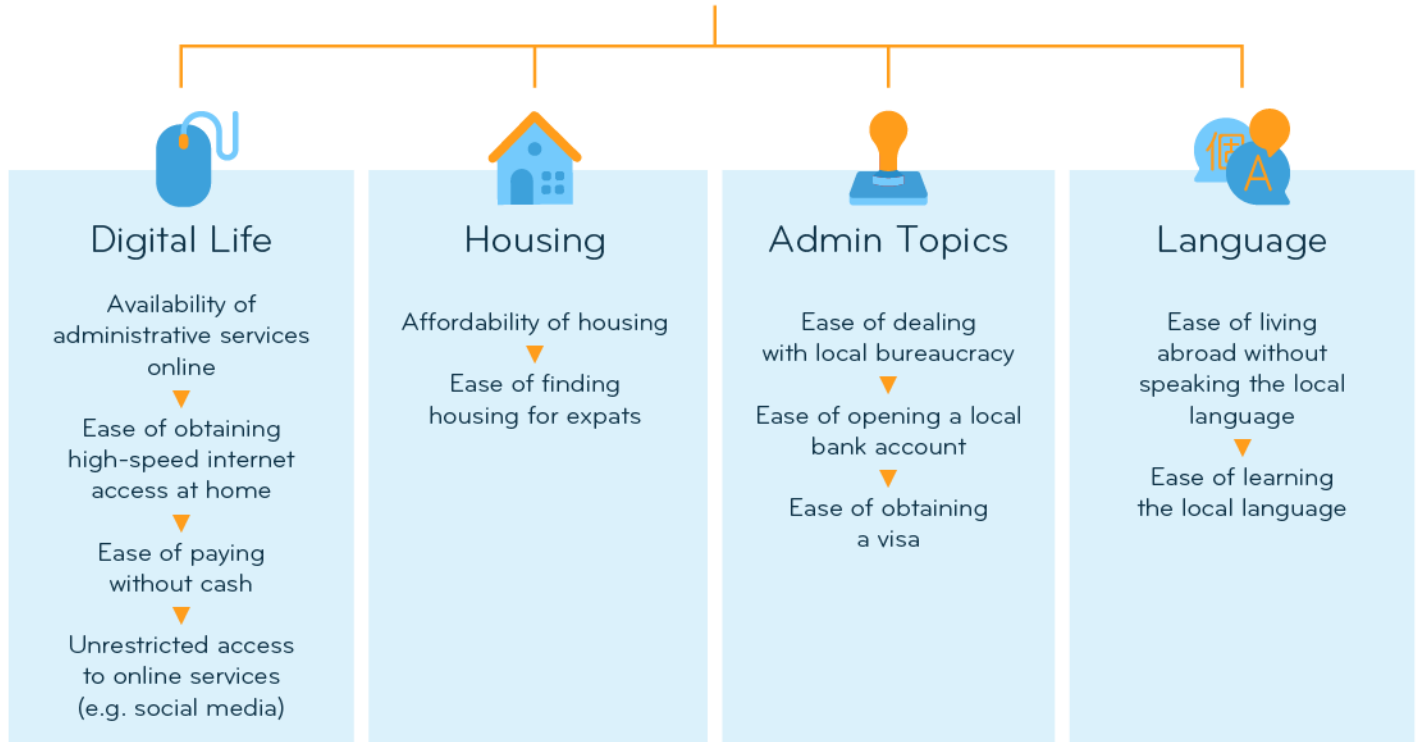 個
A
Digital Life
Availability of
administrative services
online
Ease of obtaining
high-speed internet
access at home
Ease of paying
without cash
Unrestricted access
to online services
(e.g. social media)
Housing
Affordability of housing
Ease of finding
housing for expats
Admin Topics
Ease of dealing
with local bureaucracy
Ease of opening a local
bank account
Ease of obtaining
a visa
Language
Ease of living
abroad without
speaking the local
language
Ease of learning
the local language